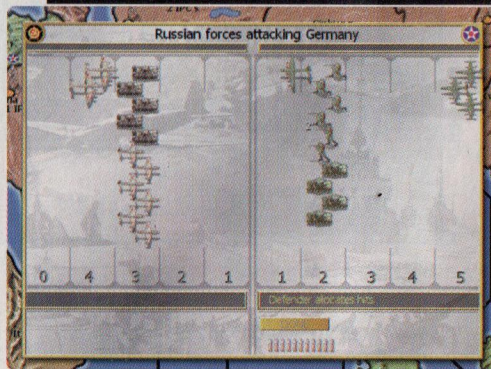 Russian forces attacking Germany
0 4 3 2 1 1 2 3 4 5
Defender allocates hits